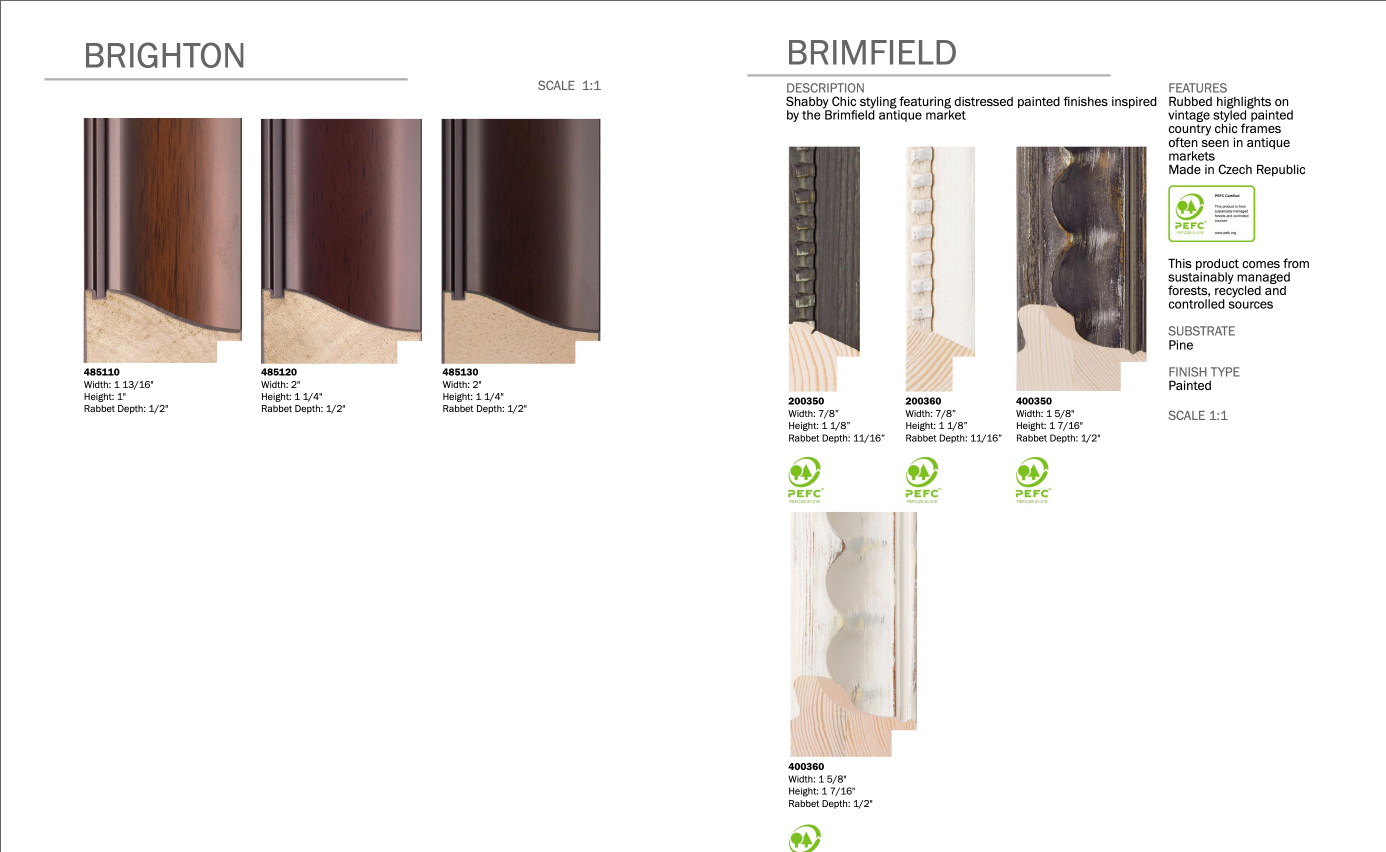 BRIGHTON
SCALE 1:1
485110
Width: 1 13/16"
Height: 1"
Rabbet Depth: 1/2"
485120
Width: 2"
Height: 1 1/4"
Rabbet Depth: 1/2"
485130
Width: 2"
Height: 1 1/4"
Rabbet Depth: 1/2"
BRIMFIELD
DESCRIPTION
Shabby Chic styling featuring distressed painted finishes inspired
by the Brimfield antique market
200350
Width: 7/8”
Height: 1 1/8”
Rabbet Depth: 11/16”
PEFC™
200360
Width: 7/8”
Height: 1 1/8”
Rabbet Depth: 11/16”
PEFC™
400350
Width: 1 5/8"
Height: 1 7/16"
Rabbet Depth: 1/2"
PEFC™
400360
Width: 1 5/8"
Height: 1 7/16"
Rabbet Depth: 1/2"
FEATURES
Rubbed highlights on
vintage styled painted
country chic frames
often seen in antique
markets
Made in Czech Republic
PEFC™
PEFC Certified
This product is from
sustainably managed
forests and controlled
sources
www.pefc.org
This product comes from
sustainably managed
forests, recycled and
controlled sources
SUBSTRATE
Pine
FINISH TYPE
Painted
SCALE 1:1